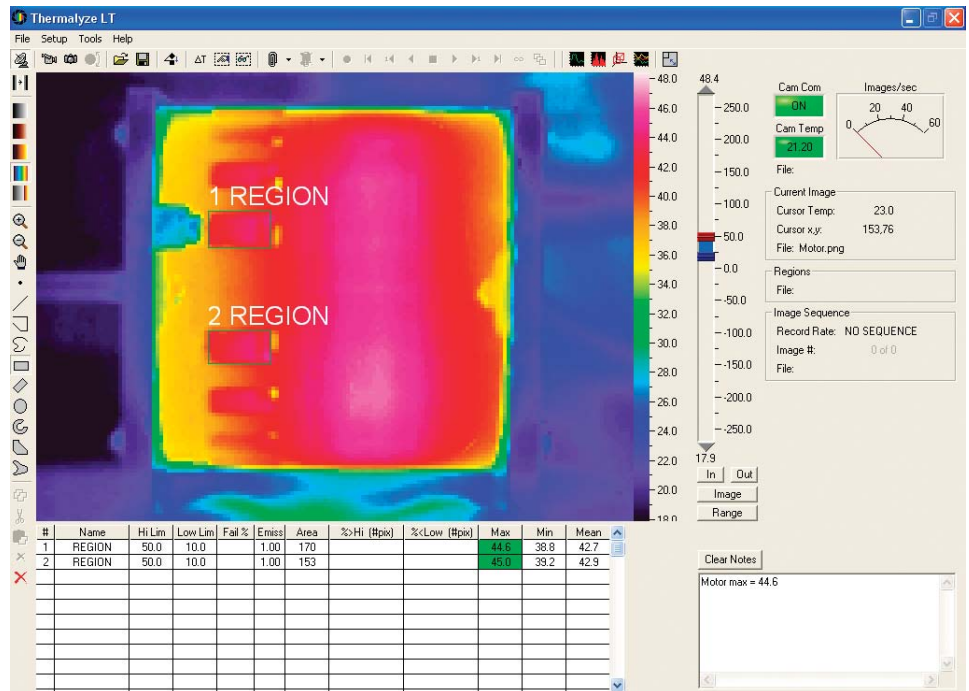 Thermalyze LT
File Setup Tools Help
ΔT
1 REGION
2 REGION
48.0
46.0
44.0
42.0
40.0
38.0
36.0
34.0
32.0
30.0
28.0
26.0
24.0
22.0
20.0
18.0
48.4
250.0
200.0
150.0
100.0
50.0
0.0
-50.0
-100.0
-150.0
-200.0
-250.0
17.9
In Out
Image
Range
Cam Com
ON
Cam Temp
21.20
Images/sec
0 20 40 60
File:
Current Image
Cursor Temp: 23.0
Cursor x,y: 153,76
File: Motor.png
Regions
File:
Image Sequence
Record Rate: NO SEQUENCE
Image #: 0 of 0
File:
# Name Hi Lim Low Lim Fail % Emiss Area %>Hi (#pix) %<Low (#pix) Max Min Mean
1 REGION 50.0 10.0 1.00 170 44.6 38.8 42.7
2 REGION 50.0 10.0 1.00 153 45.0 39.2 42.9
Clear Notes
Motor max = 44.6